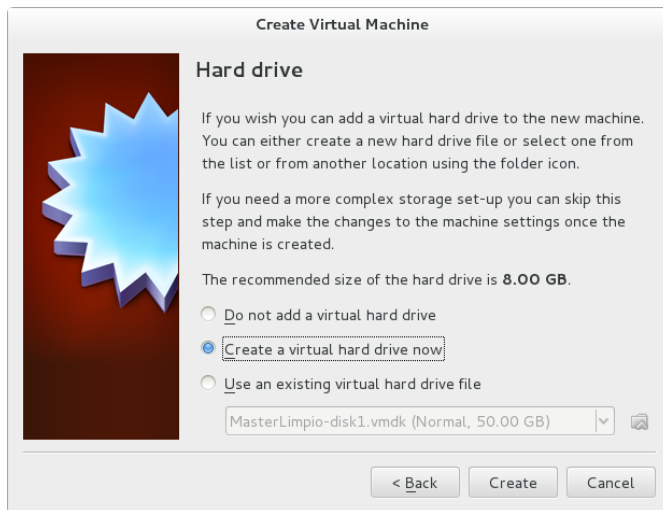 Create Virtual Machine
Hard drive
If you wish you can add a virtual hard drive to the new machine.
You can either create a new hard drive file or select one from
the list or from another location using the folder icon.
If you need a more complex storage set-up you can skip this
step and make the changes to the machine settings once the
machine is created.
The recommended size of the hard drive is 8.00 GB.
Do not add a virtual hard drive
Create a virtual hard drive now
Use an existing virtual hard drive file
MasterLimpio-disk1.vmdk (Normal, 50.00 GB)
< Back
Create
Cancel